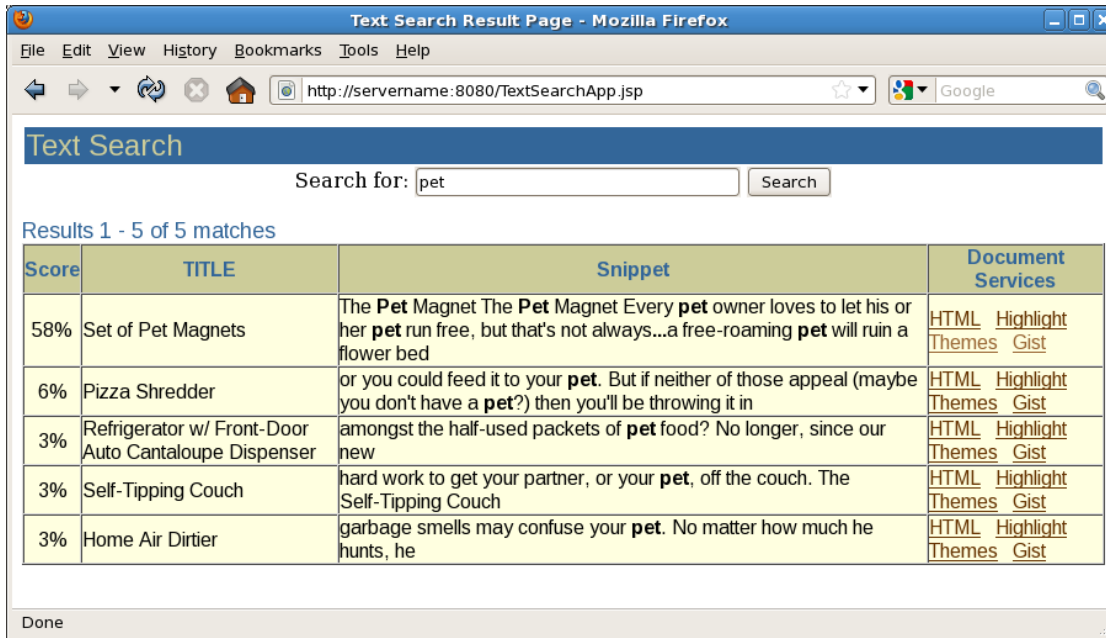 Text Search Result Page - Mozilla Firefox
File Edit View History Bookmarks Tools Help
http://servername:8080/TextSearchApp.jsp
Google
Text Search
Search for: pet Search
Results 1 - 5 of 5 matches
Score TITLE Snippet Document Services
58% Set of Pet Magnets
The Pet Magnet The Pet Magnet Every pet owner loves to let his or
her pet run free, but that's not always...a free-roaming pet will ruin a
flower bed
HTML Highlight
Themes Gist
6% Pizza Shredder
or you could feed it to your pet. But if neither of those appeal (maybe
you don't have a pet?) then you'll be throwing it in
HTML Highlight
Themes Gist
3% Refrigerator w/ Front-Door
Auto Cantaloupe Dispenser
amongst the half-used packets of pet food? No longer, since our
new
HTML Highlight
Themes Gist
3% Self-Tipping Couch
hard work to get your partner, or your pet, off the couch. The
Self-Tipping Couch
HTML Highlight
Themes Gist
3% Home Air Dirtier
garbage smells may confuse your pet. No matter how much he
hunts, he
HTML Highlight
Themes Gist
Done